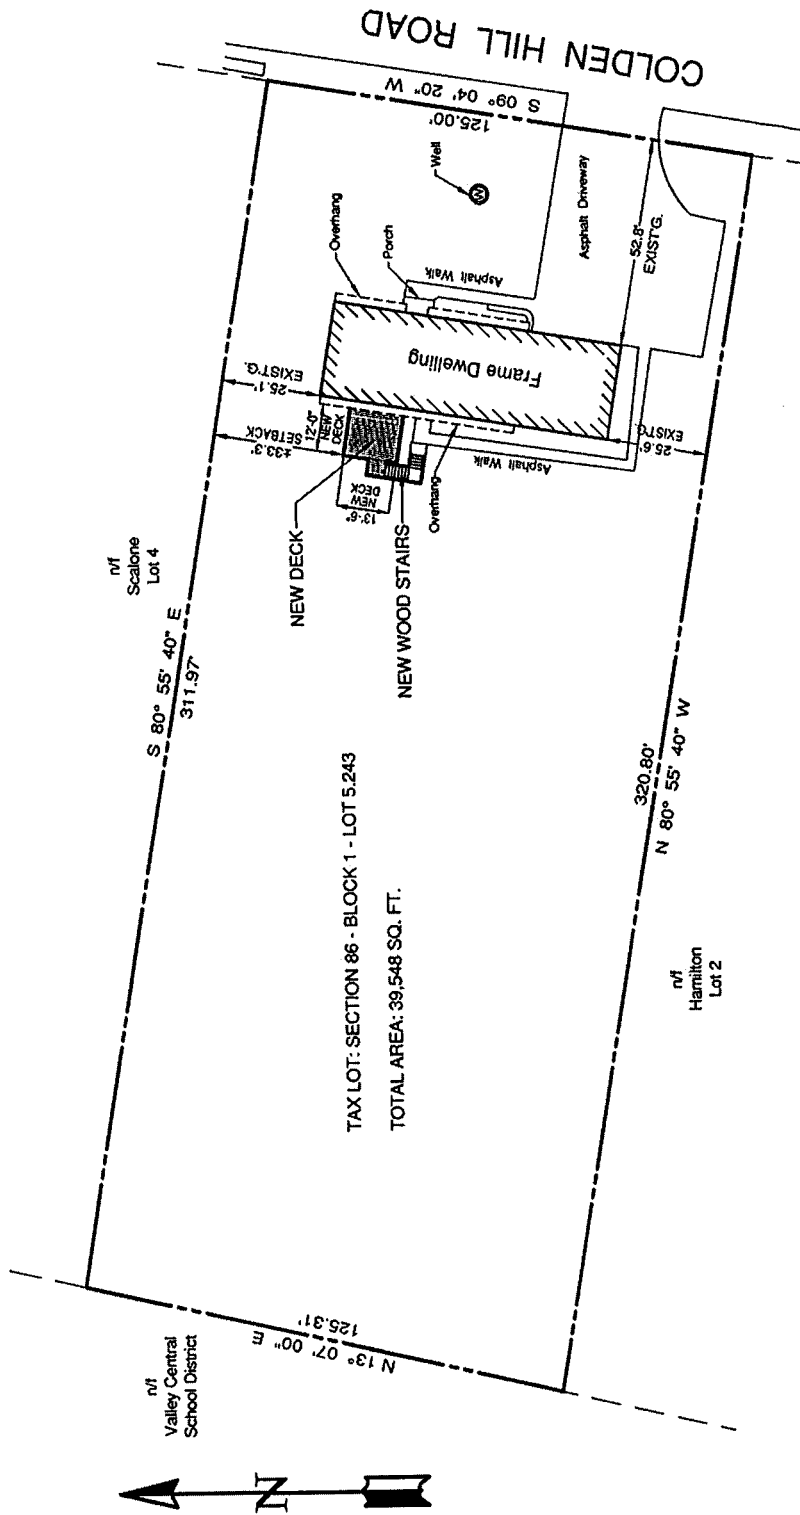 COLDEN HILL ROAD
S 09° 04' 20" W
125.00'
Well
W
Asphalt Driveway
52.8'
EXIST'G.
Overhang
Porch
Asphalt Walk
Frame Dwelling
25.1'
EXIST'G.
±33.3'
SETBACK
12'-0"
NEW
DECK
13'-6"
NEW
DECK
Overhang
Asphalt Walk
25.6'
EXIST'G
NEW DECK
NEW WOOD STAIRS
n/f
Scalone
Lot 4
S 80° 55' 40" E
311.97'
TAX LOT: SECTION 86 - BLOCK 1 - LOT 5.243
TOTAL AREA: 39,548 SQ. FT.
320.80'
N 80° 55' 40" W
n/f
Hamilton
Lot 2
125.31'
N 13° 07' 00" E
n/f
Valley Central
School District
N